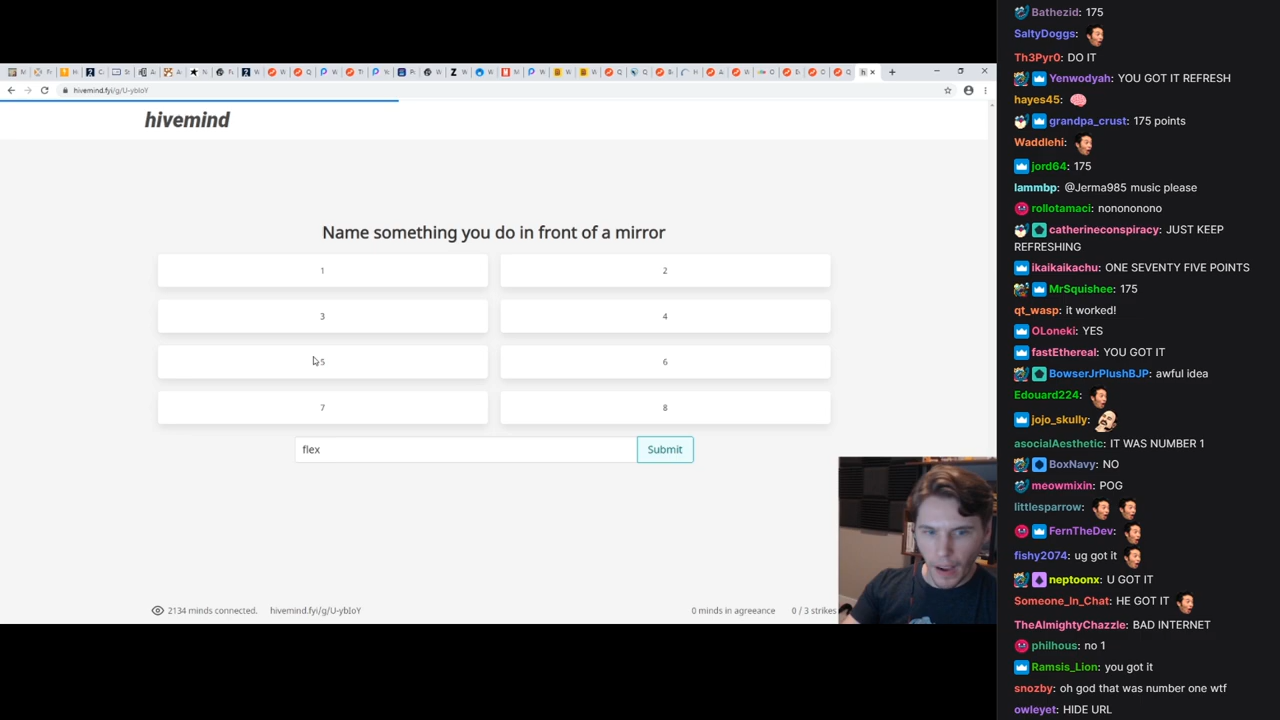 hivemind.fyi/g/U-ybIoY
hivemind
Name something you do in front of a mirror
1
2
3
4
5
6
7
8
flex
Submit
2134 minds connected.
hivemind.fyi/g/U-ybIoY
0 minds in agreeance
0 / 3 strikes
Bathezid: 175
SaltyDoggs:
Th3Pyr0: DO IT
Yenwodyah: YOU GOT IT REFRESH
hayes45:
grandpa_crust: 175 points
Waddlehi:
jord64: 175
lammbp: @Jerma985 music please
rollotamaci: nonononono
catherineconspiracy: JUST KEEP
REFRESHING
ikaikaikachu: ONE SEVENTY FIVE POINTS
MrSquishee: 175
qt_wasp: it worked!
OLoneki: YES
fastEthereal: YOU GOT IT
BowserJrPlushBJP: awful idea
Edouard224:
jojo_skully:
asocialAesthetic: IT WAS NUMBER 1
BoxNavy: NO
meowmixin: POG
littlesparrow:
FernTheDev:
fishy2074: ug got it
neptoonx: U GOT IT
Someone_In_Chat: HE GOT IT
TheAlmightyChazzle: BAD INTERNET
philhous: no 1
Ramsis_Lion: you got it
snozby: oh god that was number one wtf
owleyet: HIDE URL